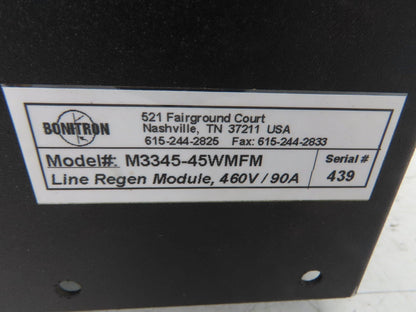 BONITRON
521 Fairground Court
Nashville, TN 37211 USA
615-244-2825 Fax: 615-244-2833
Model#: M3345-45WMFM
Serial #
439
Line Regen Module, 460V / 90A